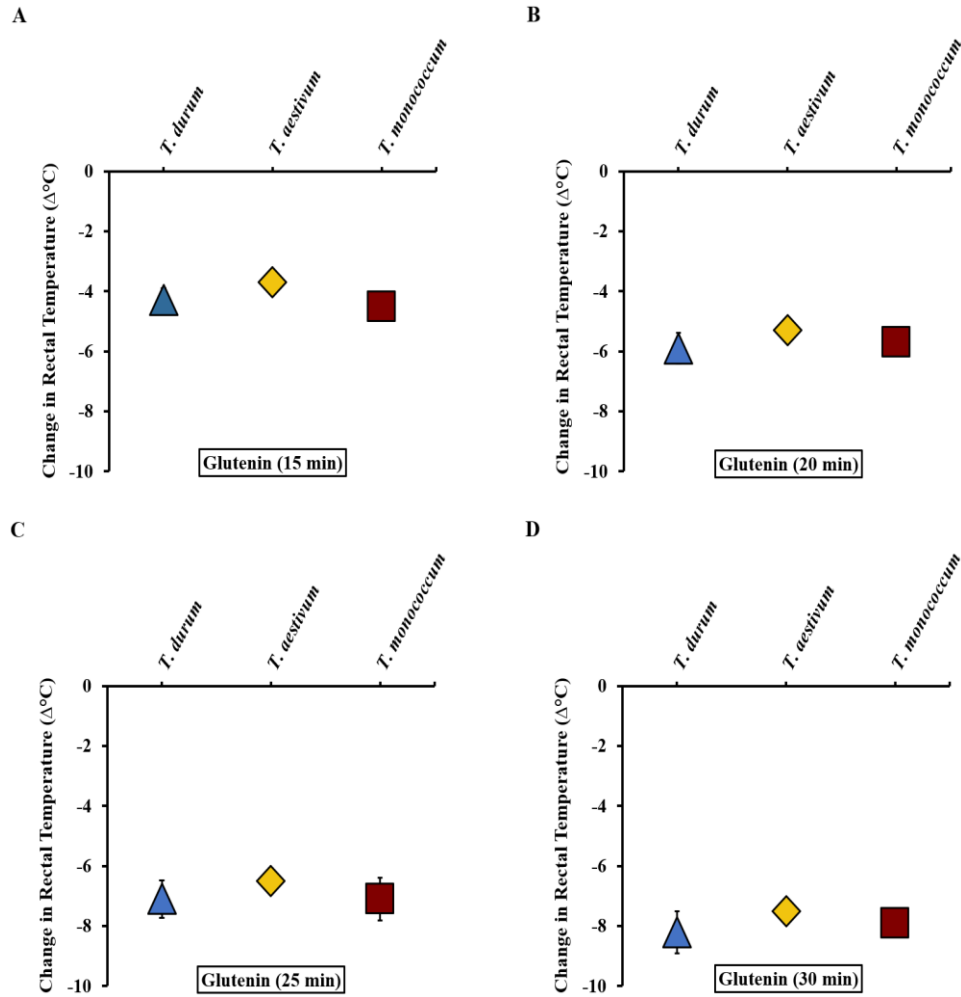 A
T. durum
T. aestivum
T. monococcum
Change in Rectal Temperature (Δ°C)
0
-2
-4
-6
-8
-10
Glutenin (15 min)
B
T. durum
T. aestivum
T. monococcum
Change in Rectal Temperature (Δ°C)
0
-2
-4
-6
-8
-10
Glutenin (20 min)
C
T. durum
T. aestivum
T. monococcum
Change in Rectal Temperature (Δ°C)
0
-2
-4
-6
-8
-10
Glutenin (25 min)
D
T. durum
T. aestivum
T. monococcum
Change in Rectal Temperature (Δ°C)
0
-2
-4
-6
-8
-10
Glutenin (30 min)